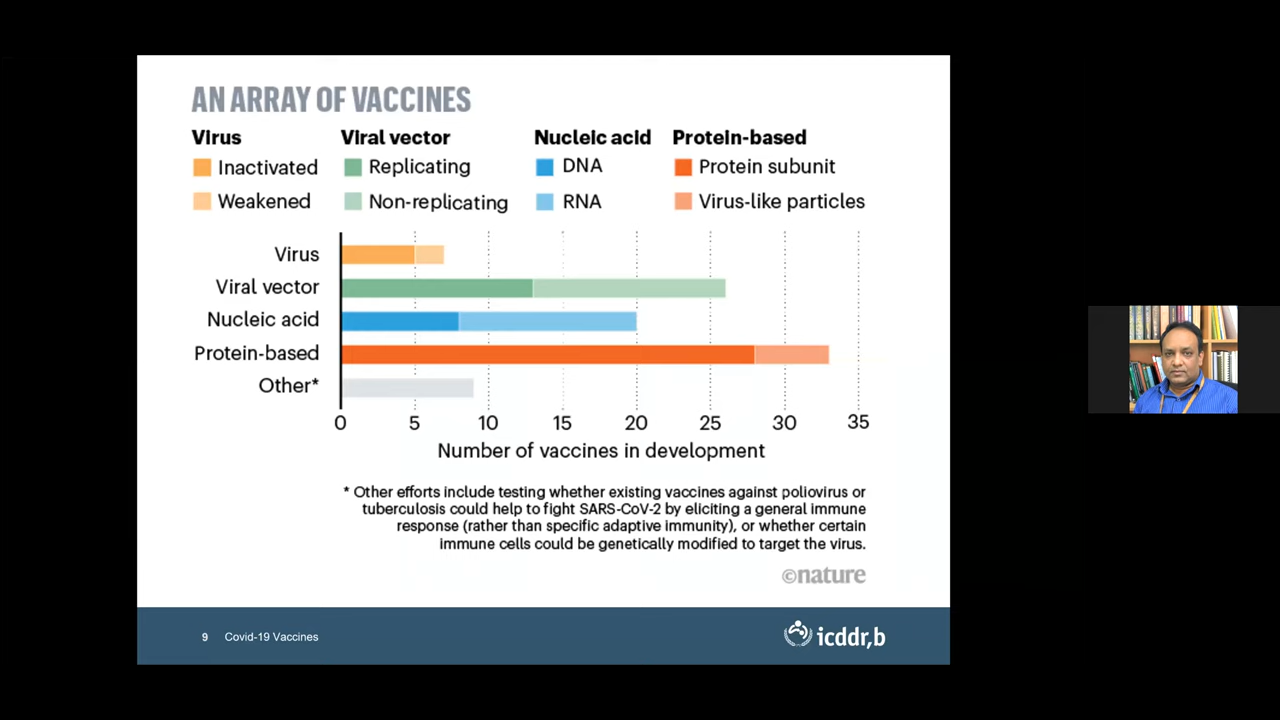 AN ARRAY OF VACCINES
Virus
Inactivated
Weakened
Viral vector
Replicating
Non-replicating
Nucleic acid
DNA
RNA
Protein-based
Protein subunit
Virus-like particles
Virus
Viral vector
Nucleic acid
Protein-based
Other*
0 5 10 15 20 25 30 35
Number of vaccines in development
* Other efforts include testing whether existing vaccines against poliovirus or
tuberculosis could help to fight SARS-CoV-2 by eliciting a general immune
response (rather than specific adaptive immunity), or whether certain
immune cells could be genetically modified to target the virus.
©nature
9 Covid-19 Vaccines
icddr,b